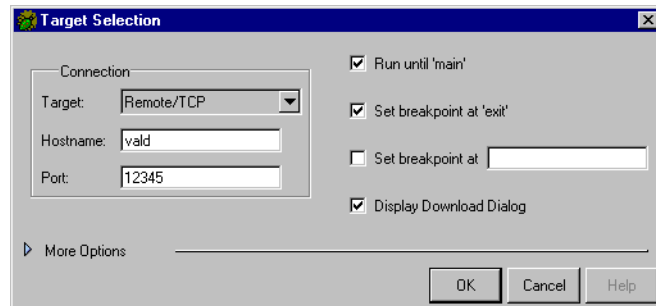 Target Selection
Connection
Target: Remote/TCP
Hostname: vald
Port: 12345
Run until 'main'
Set breakpoint at 'exit'
Set breakpoint at
Display Download Dialog
More Options
OK Cancel Help